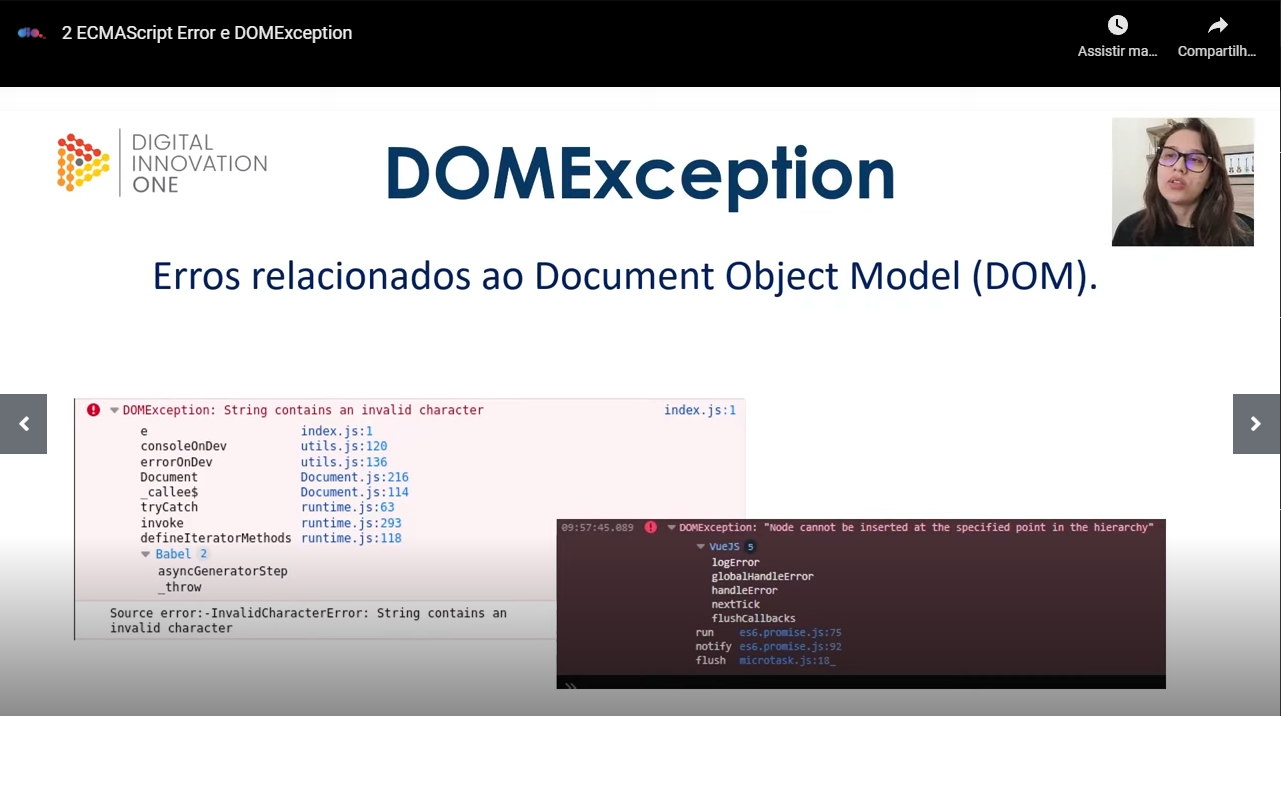 2 ECMAScript Error e DOMException
Assistir ma...
Compartilh...
DIGITAL
INNOVATION
ONE
DOMException
Erros relacionados ao Document Object Model (DOM).
DOMException: String contains an invalid character index.js:1
e index.js:1
consoleOnDev utils.js:120
errorOnDev utils.js:136
Document Document.js:216
_callee$ Document.js:114
tryCatch runtime.js:63
invoke runtime.js:293
defineIteratorMethods runtime.js:118
Babel 2
asyncGeneratorStep
_throw
Source error:-InvalidCharacterError: String contains an
invalid character
09:57:45.089 DOMException: "Node cannot be inserted at the specified point in the hierarchy"
VueJS 5
logError
globalHandleError
handleError
nextTick
flushCallbacks
run es6.promise.js:75
notify es6.promise.js:92
flush microtask.js:18_